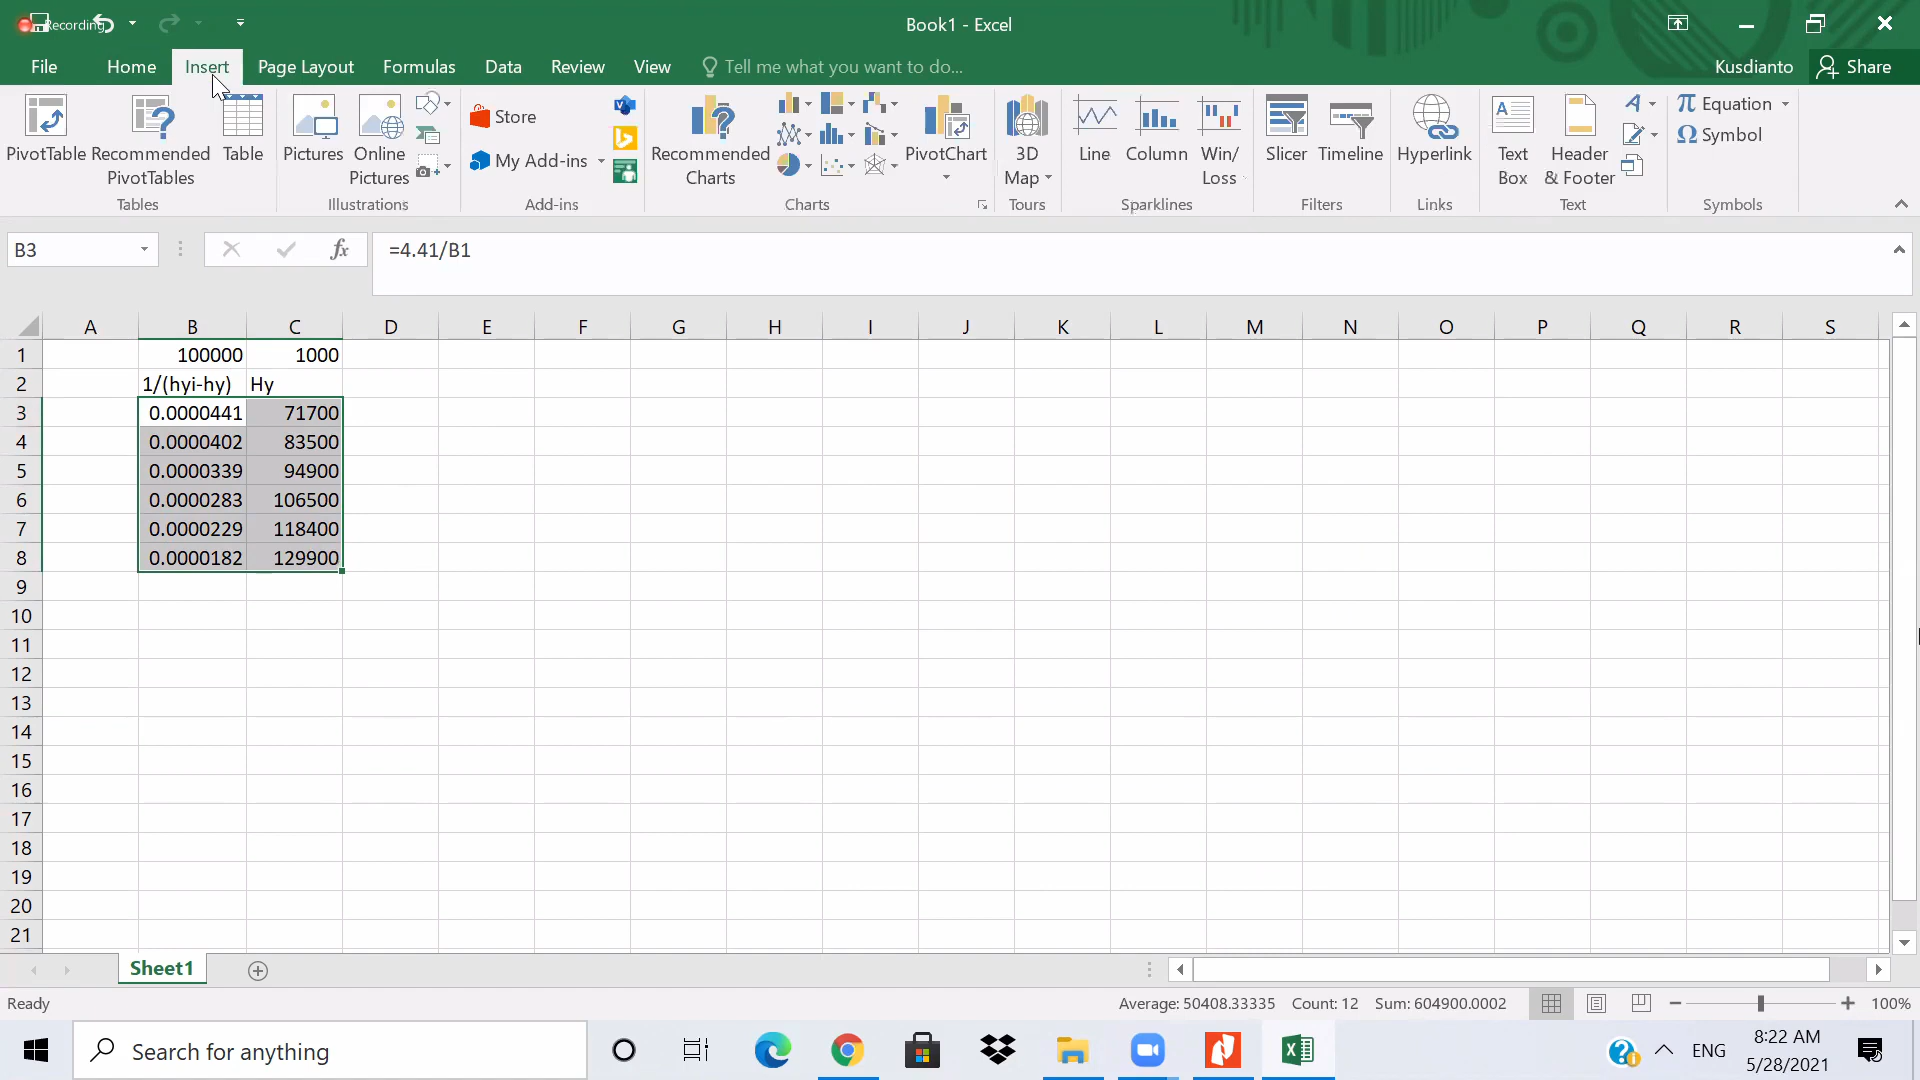 Recording
Book1 - Excel
File Home Insert Page Layout Formulas Data Review View Tell me what you want to do... Kusdianto Share
PivotTable Recommended PivotTables Table Pictures Online Pictures Store My Add-ins Recommended Charts PivotChart 3D Map Line Column Win/Loss Slicer Timeline Hyperlink Text Box Header & Footer Equation Symbol
Tables Illustrations Add-ins Charts Tours Sparklines Filters Links Text Symbols
B3 fx =4.41/B1
A B C D E F G H I J K L M N O P Q R S
1 100000 1000
2 1/(hyi-hy) Hy
3 0.0000441 71700
4 0.0000402 83500
5 0.0000339 94900
6 0.0000283 106500
7 0.0000229 118400
8 0.0000182 129900
9
10
11
12
13
14
15
16
17
18
19
20
21
Sheet1
Ready Average: 50408.33335 Count: 12 Sum: 604900.0002 100%
Search for anything ENG 8:22 AM
5/28/2021